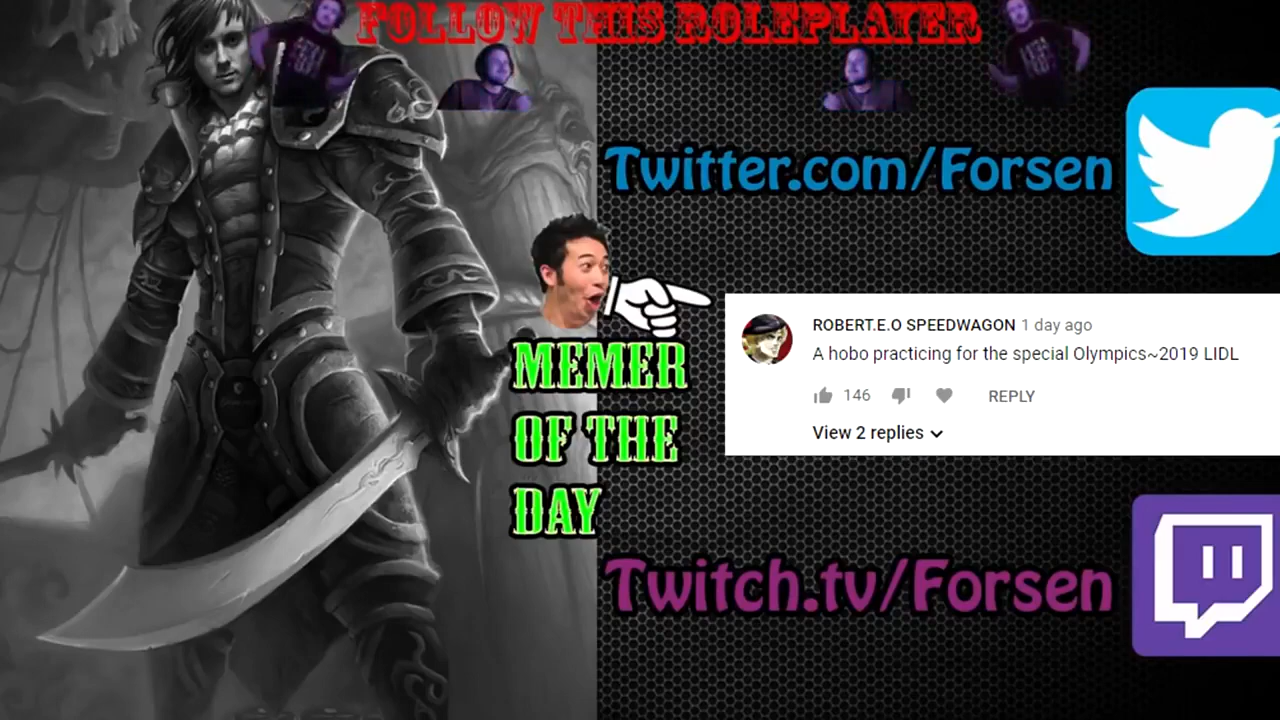 FOLLOW THIS ROLEPLAYER
Twitter.com/Forsen
MEMER
OF THE
DAY
ROBERT.E.O SPEEDWAGON 1 day ago
A hobo practicing for the special Olympics~2019 LIDL
146 REPLY
View 2 replies
Twitch.tv/Forsen